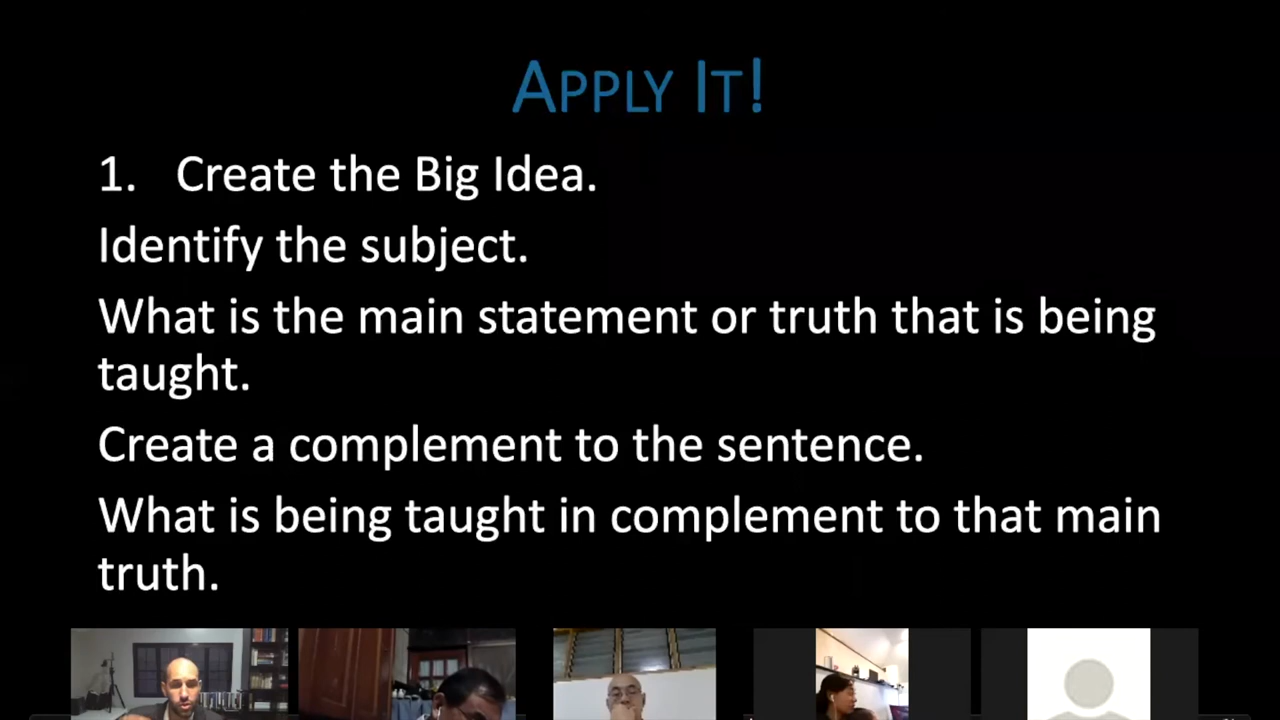 APPLY IT!
1. Create the Big Idea.
Identify the subject.
What is the main statement or truth that is being
taught.
Create a complement to the sentence.
What is being taught in complement to that main
truth.